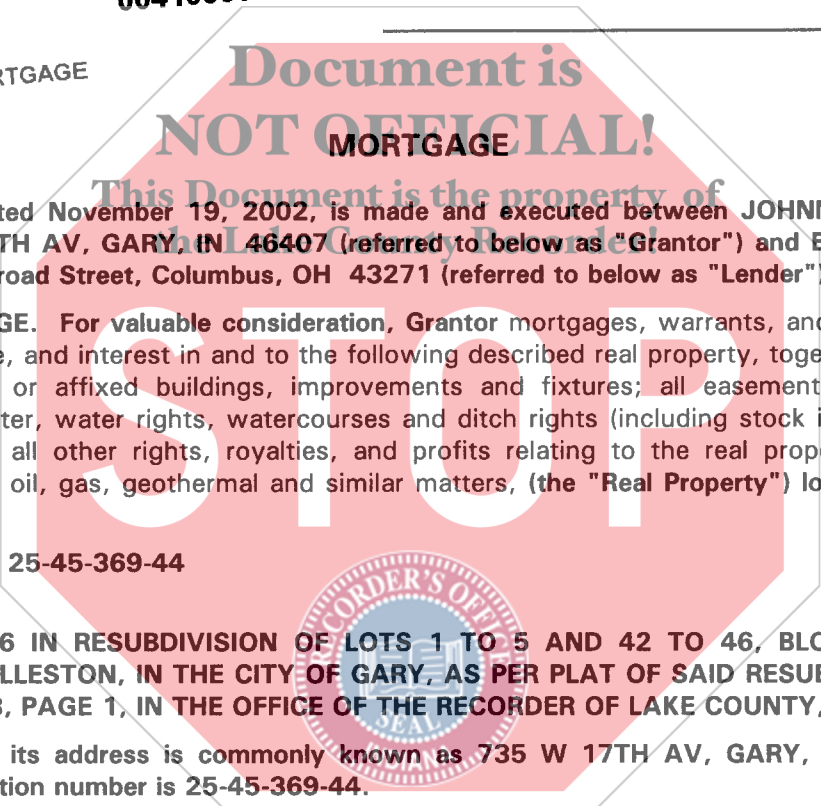 RTGAGE
Document is
NOT OFFICIAL!
MORTGAGE
This Document is the property of
the Lake County Recorder!
ted November 19, 2002, is made and executed between JOHN
TH AV, GARY, IN 46407 (referred to below as "Grantor") and
road Street, Columbus, OH 43271 (referred to below as "Lender")
GE. For valuable consideration, Grantor mortgages, warrants, and
e, and interest in and to the following described real property, toge
or affixed buildings, improvements and fixtures; all easement
ter, water rights, watercourses and ditch rights (including stock i
all other rights, royalties, and profits relating to the real prop
oil, gas, geothermal and similar matters, (the "Real Property") lo
STOP
25-45-369-44
RECORDER'S OFFIC
6 IN RESUBDIVISION OF LOTS 1 TO 5 AND 42 TO 46, BLO
LLESTON, IN THE CITY OF GARY, AS PER PLAT OF SAID RESUB
, PAGE 1, IN THE OFFICE OF THE RECORDER OF LAKE COUNTY,
SEAL
INDIANA
its address is commonly known as 735 W 17TH AV, GARY,
tion number is 25-45-369-44.